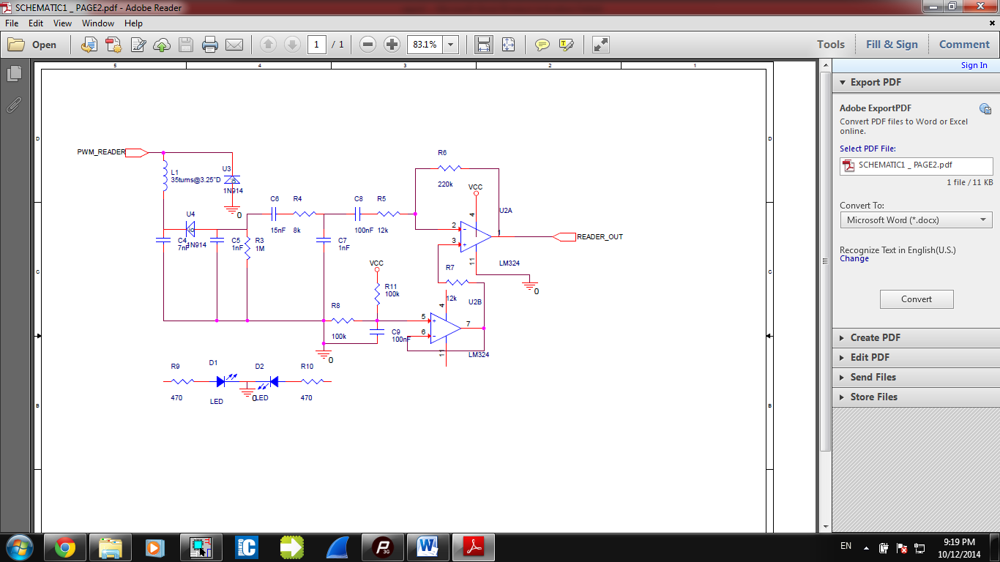 SCHEMATIC1 _ PAGE2.pdf - Adobe Reader
File Edit View Window Help
Open
1 / 1
83.1%
Tools
Fill & Sign
Comment
5 4 3 2 1
D
D
C
C
B
B
PWM_READER
L1
35turns@3.25"D
U3
1N914
0
U4
1N914
C4
7nF
C5
1nF
R3
1M
C6
15nF
R4
8k
C7
1nF
C8
100nF
R5
12k
R6
220k
VCC
U2A
4
2
3
1
11
LM324
READER_OUT
0
R7
12k
VCC
R11
100k
R8
100k
C9
100nF
U2B
4
5
6
7
11
LM324
0
R9
470
D1
LED
0
D2
LED
R10
470
Sign In
Export PDF
Adobe ExportPDF
Convert PDF files to Word or Excel
online.
Select PDF File:
SCHEMATIC1 _ PAGE2.pdf
1 file / 11 KB
Convert To:
Microsoft Word (*.docx)
Recognize Text in English(U.S.)
Change
Convert
Create PDF
Edit PDF
Send Files
Store Files
EN
9:19 PM
10/12/2014